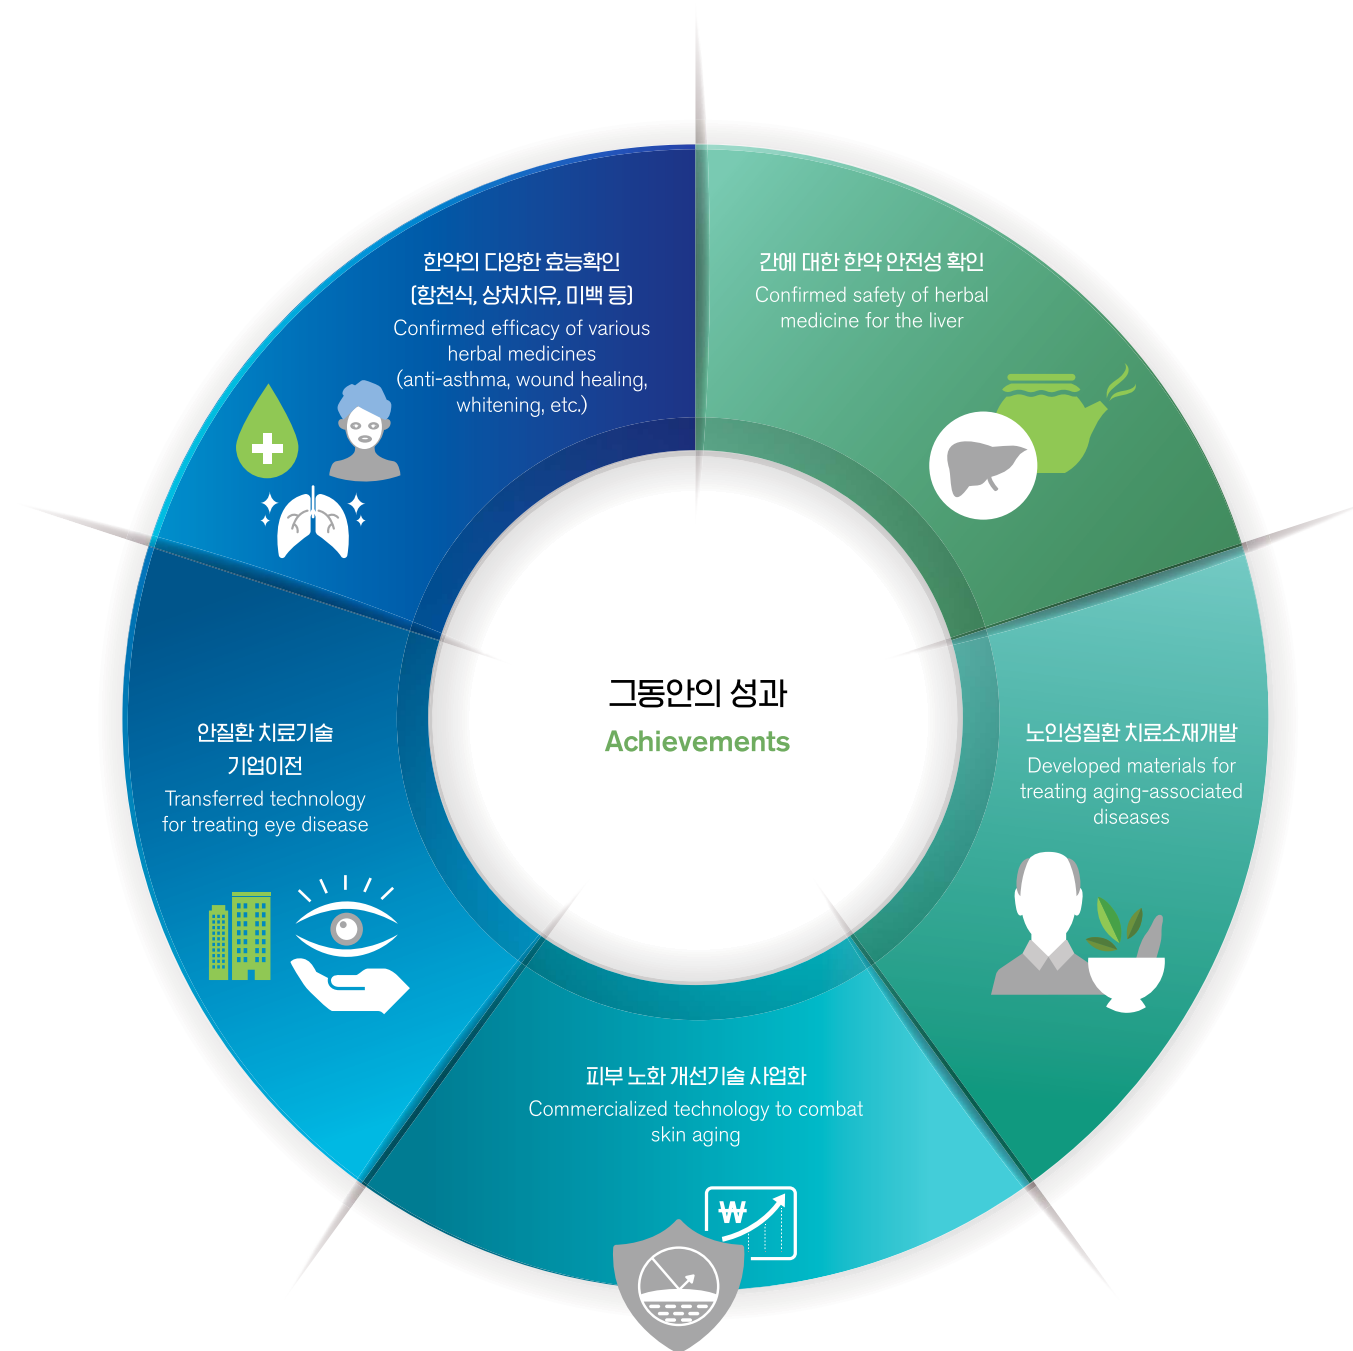 그동안의 성과
Achievements
간에 대한 한약 안전성 확인
Confirmed safety of herbal
medicine for the liver
노인성질환 치료소재개발
Developed materials for
treating aging-associated
diseases
피부 노화 개선기술 사업화
Commercialized technology to combat
skin aging
₩
안질환 치료기술
기업이전
Transferred technology
for treating eye disease
한약의 다양한 효능확인
(항천식, 상처치유, 미백 등)
Confirmed efficacy of various
herbal medicines
(anti-asthma, wound healing,
whitening, etc.)